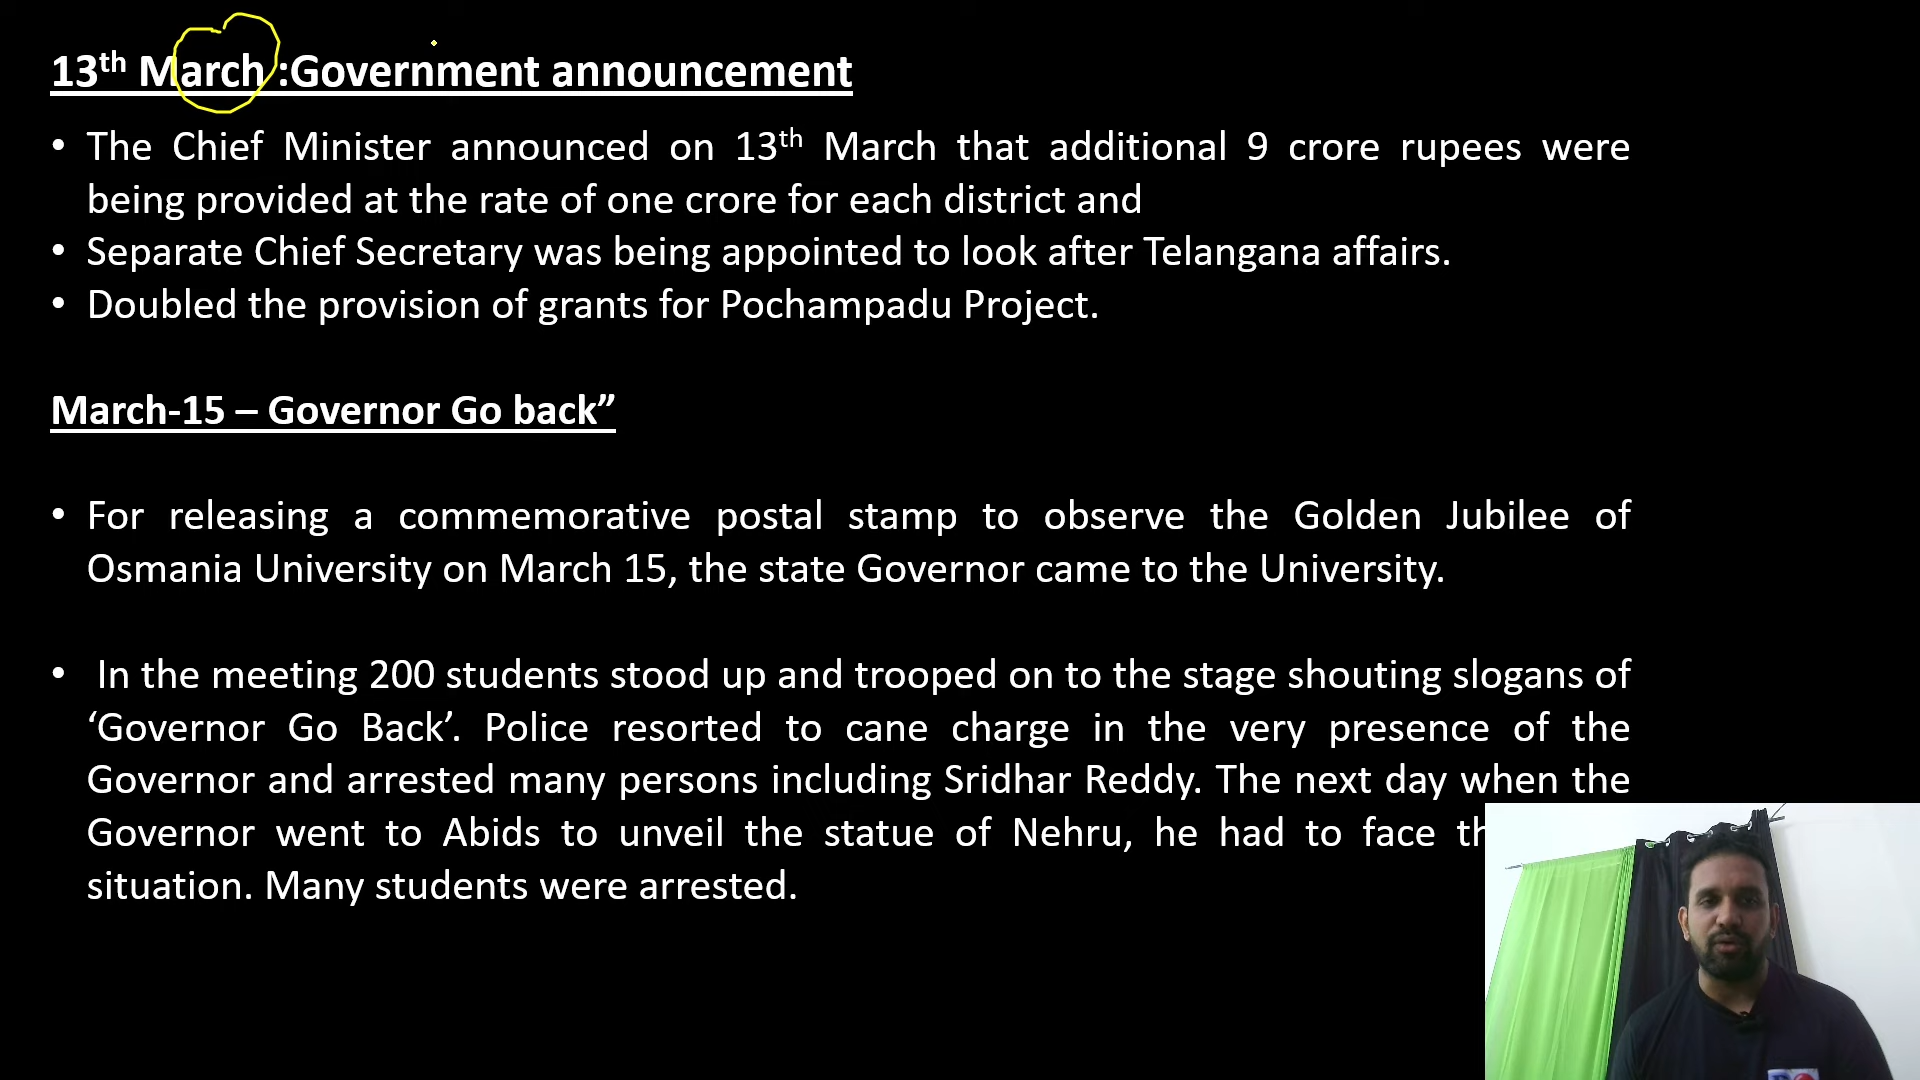 13th March :Government announcement
• The Chief Minister announced on 13th March that additional 9 crore rupees were
being provided at the rate of one crore for each district and
• Separate Chief Secretary was being appointed to look after Telangana affairs.
• Doubled the provision of grants for Pochampadu Project.
March-15 – Governor Go back”
• For releasing a commemorative postal stamp to observe the Golden Jubilee of
Osmania University on March 15, the state Governor came to the University.
• In the meeting 200 students stood up and trooped on to the stage shouting slogans of
‘Governor Go Back’. Police resorted to cane charge in the very presence of the
Governor and arrested many persons including Sridhar Reddy. The next day when the
Governor went to Abids to unveil the statue of Nehru, he had to face
situation. Many students were arrested.